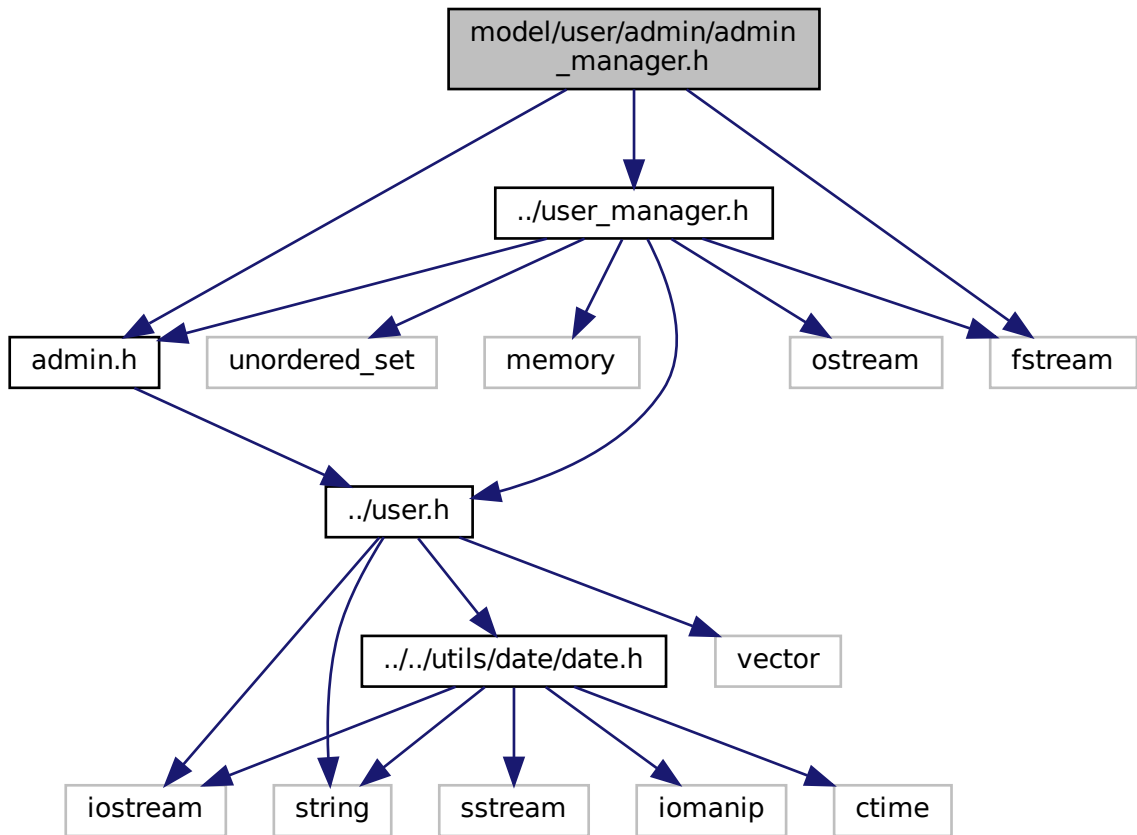 model/user/admin/admin
_manager.h
../user_manager.h
admin.h
unordered_set
memory
ostream
fstream
../user.h
../../utils/date/date.h
vector
iostream
string
sstream
iomanip
ctime